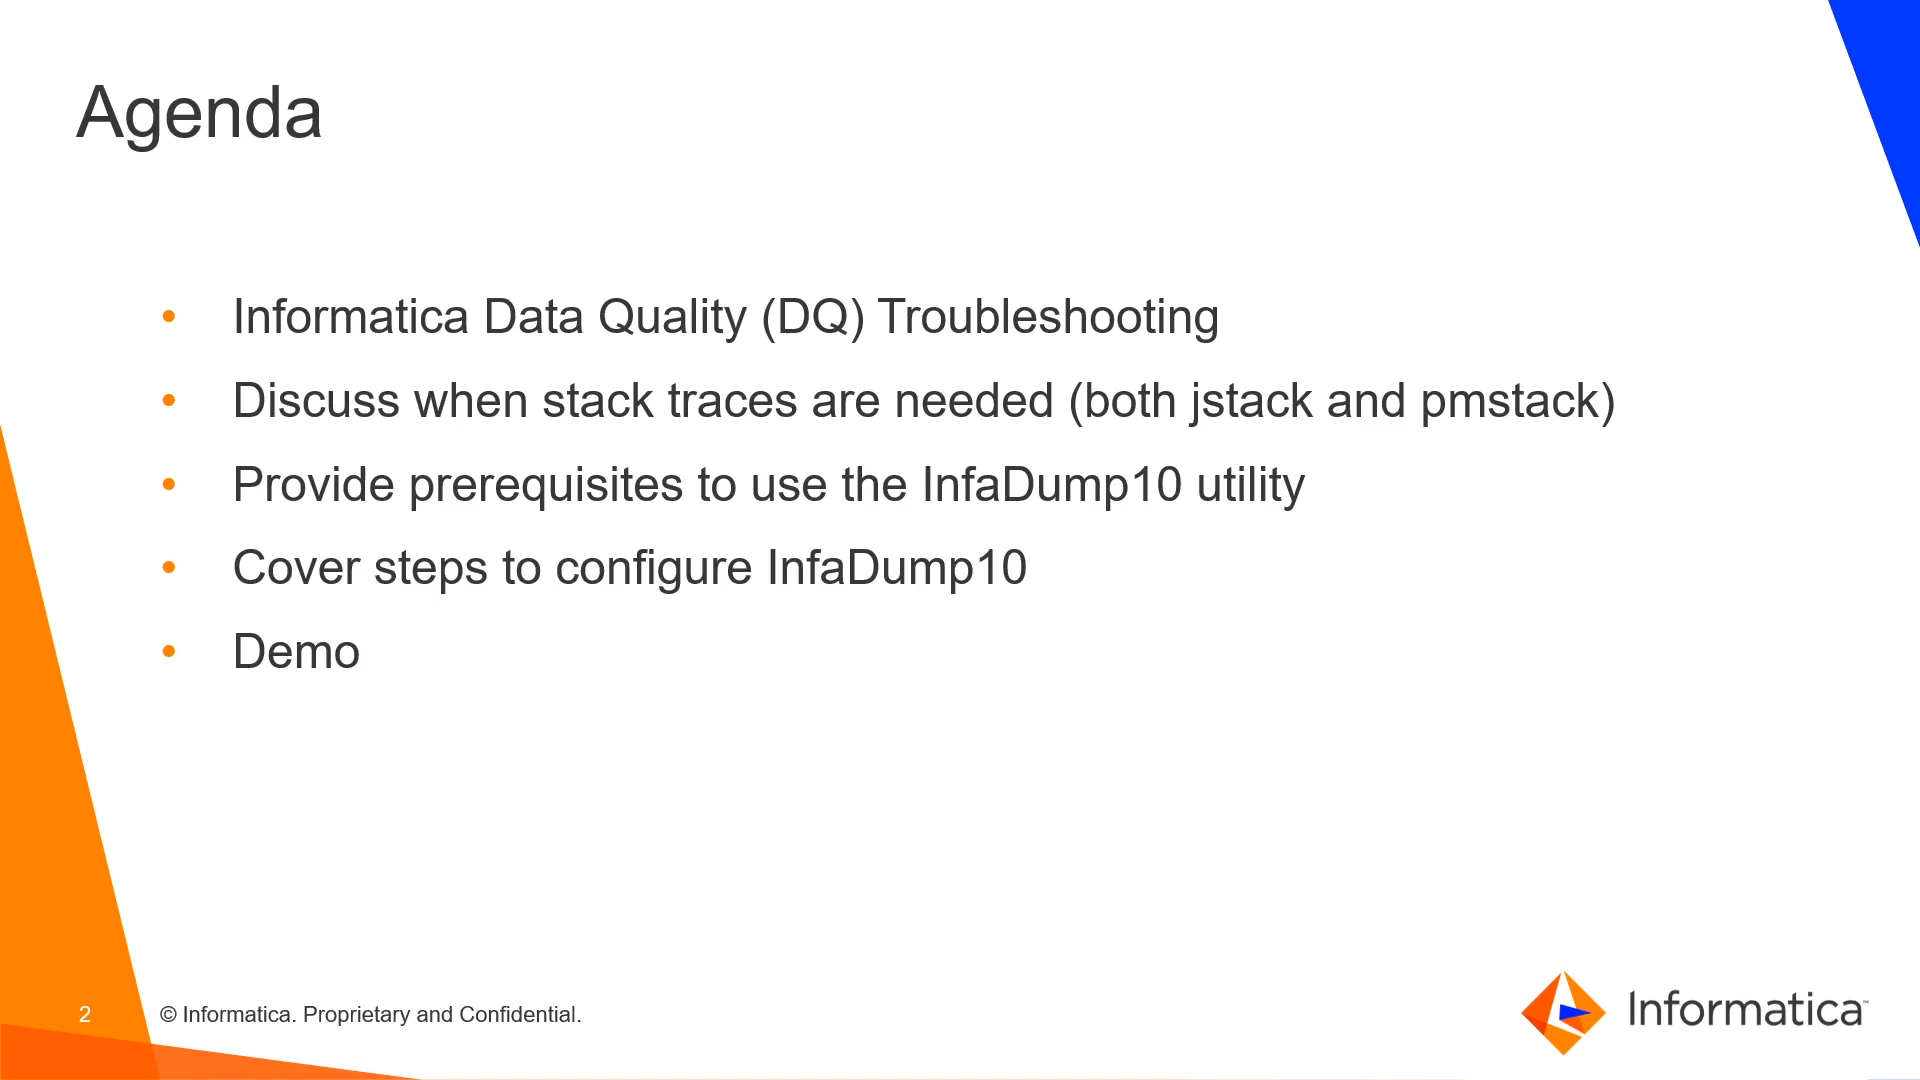 Agenda
• Informatica Data Quality (DQ) Troubleshooting
• Discuss when stack traces are needed (both jstack and pmstack)
• Provide prerequisites to use the InfaDump10 utility
• Cover steps to configure InfaDump10
• Demo
2
© Informatica. Proprietary and Confidential.
Informatica™